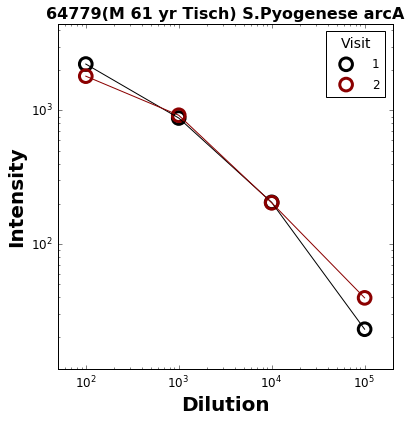 64779(M 61 yr Tisch) S.Pyogenese arcA
Visit
1
2
Intensity
10³
10²
10² 10³ 10⁴ 10⁵
Dilution